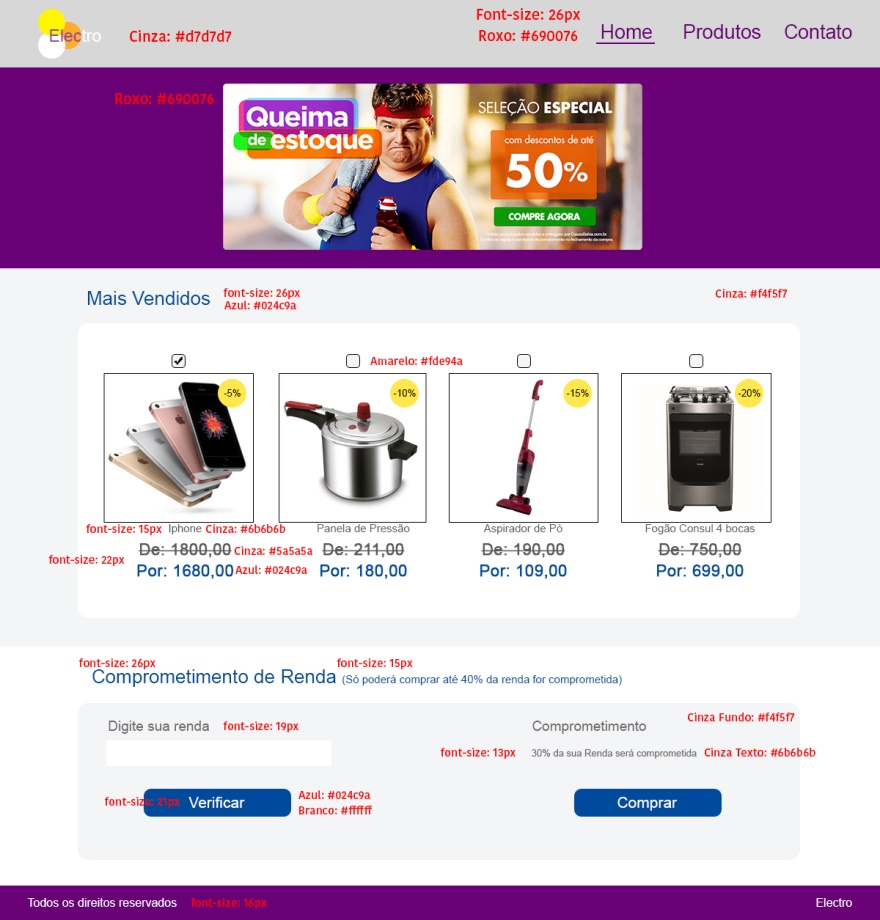 Electro
Cinza: #d7d7d7
Font-size: 26px
Roxo: #690076
Home
Produtos
Contato
Roxo: #690076
Queima
de estoque
SELEÇÃO ESPECIAL
com descontos de até
50%
COMPRE AGORA
Mais Vendidos
font-size: 26px
Azul: #024c9a
Cinza: #f4f5f7
Amarelo: #fde94a
-5%
-10%
-15%
-20%
font-size: 15px Iphone Cinza: #6b6b6b
Panela de Pressão
Aspirador de Pó
Fogão Consul 4 bocas
De: 1800,00 Cinza: #5a5a5a
De: 211,00
De: 190,00
De: 750,00
font-size: 22px
Por: 1680,00 Azul: #024c9a
Por: 180,00
Por: 109,00
Por: 699,00
font-size: 26px
font-size: 15px
Comprometimento de Renda (Só poderá comprar até 40% da renda for comprometida)
Digite sua renda font-size: 19px
Comprometimento
Cinza Fundo: #f4f5f7
font-size: 13px
30% da sua Renda será comprometida
Cinza Texto: #6b6b6b
font-size: 21px
Verificar
Azul: #024c9a
Branco: #ffffff
Comprar
Todos os direitos reservados font-size: 16px
Electro